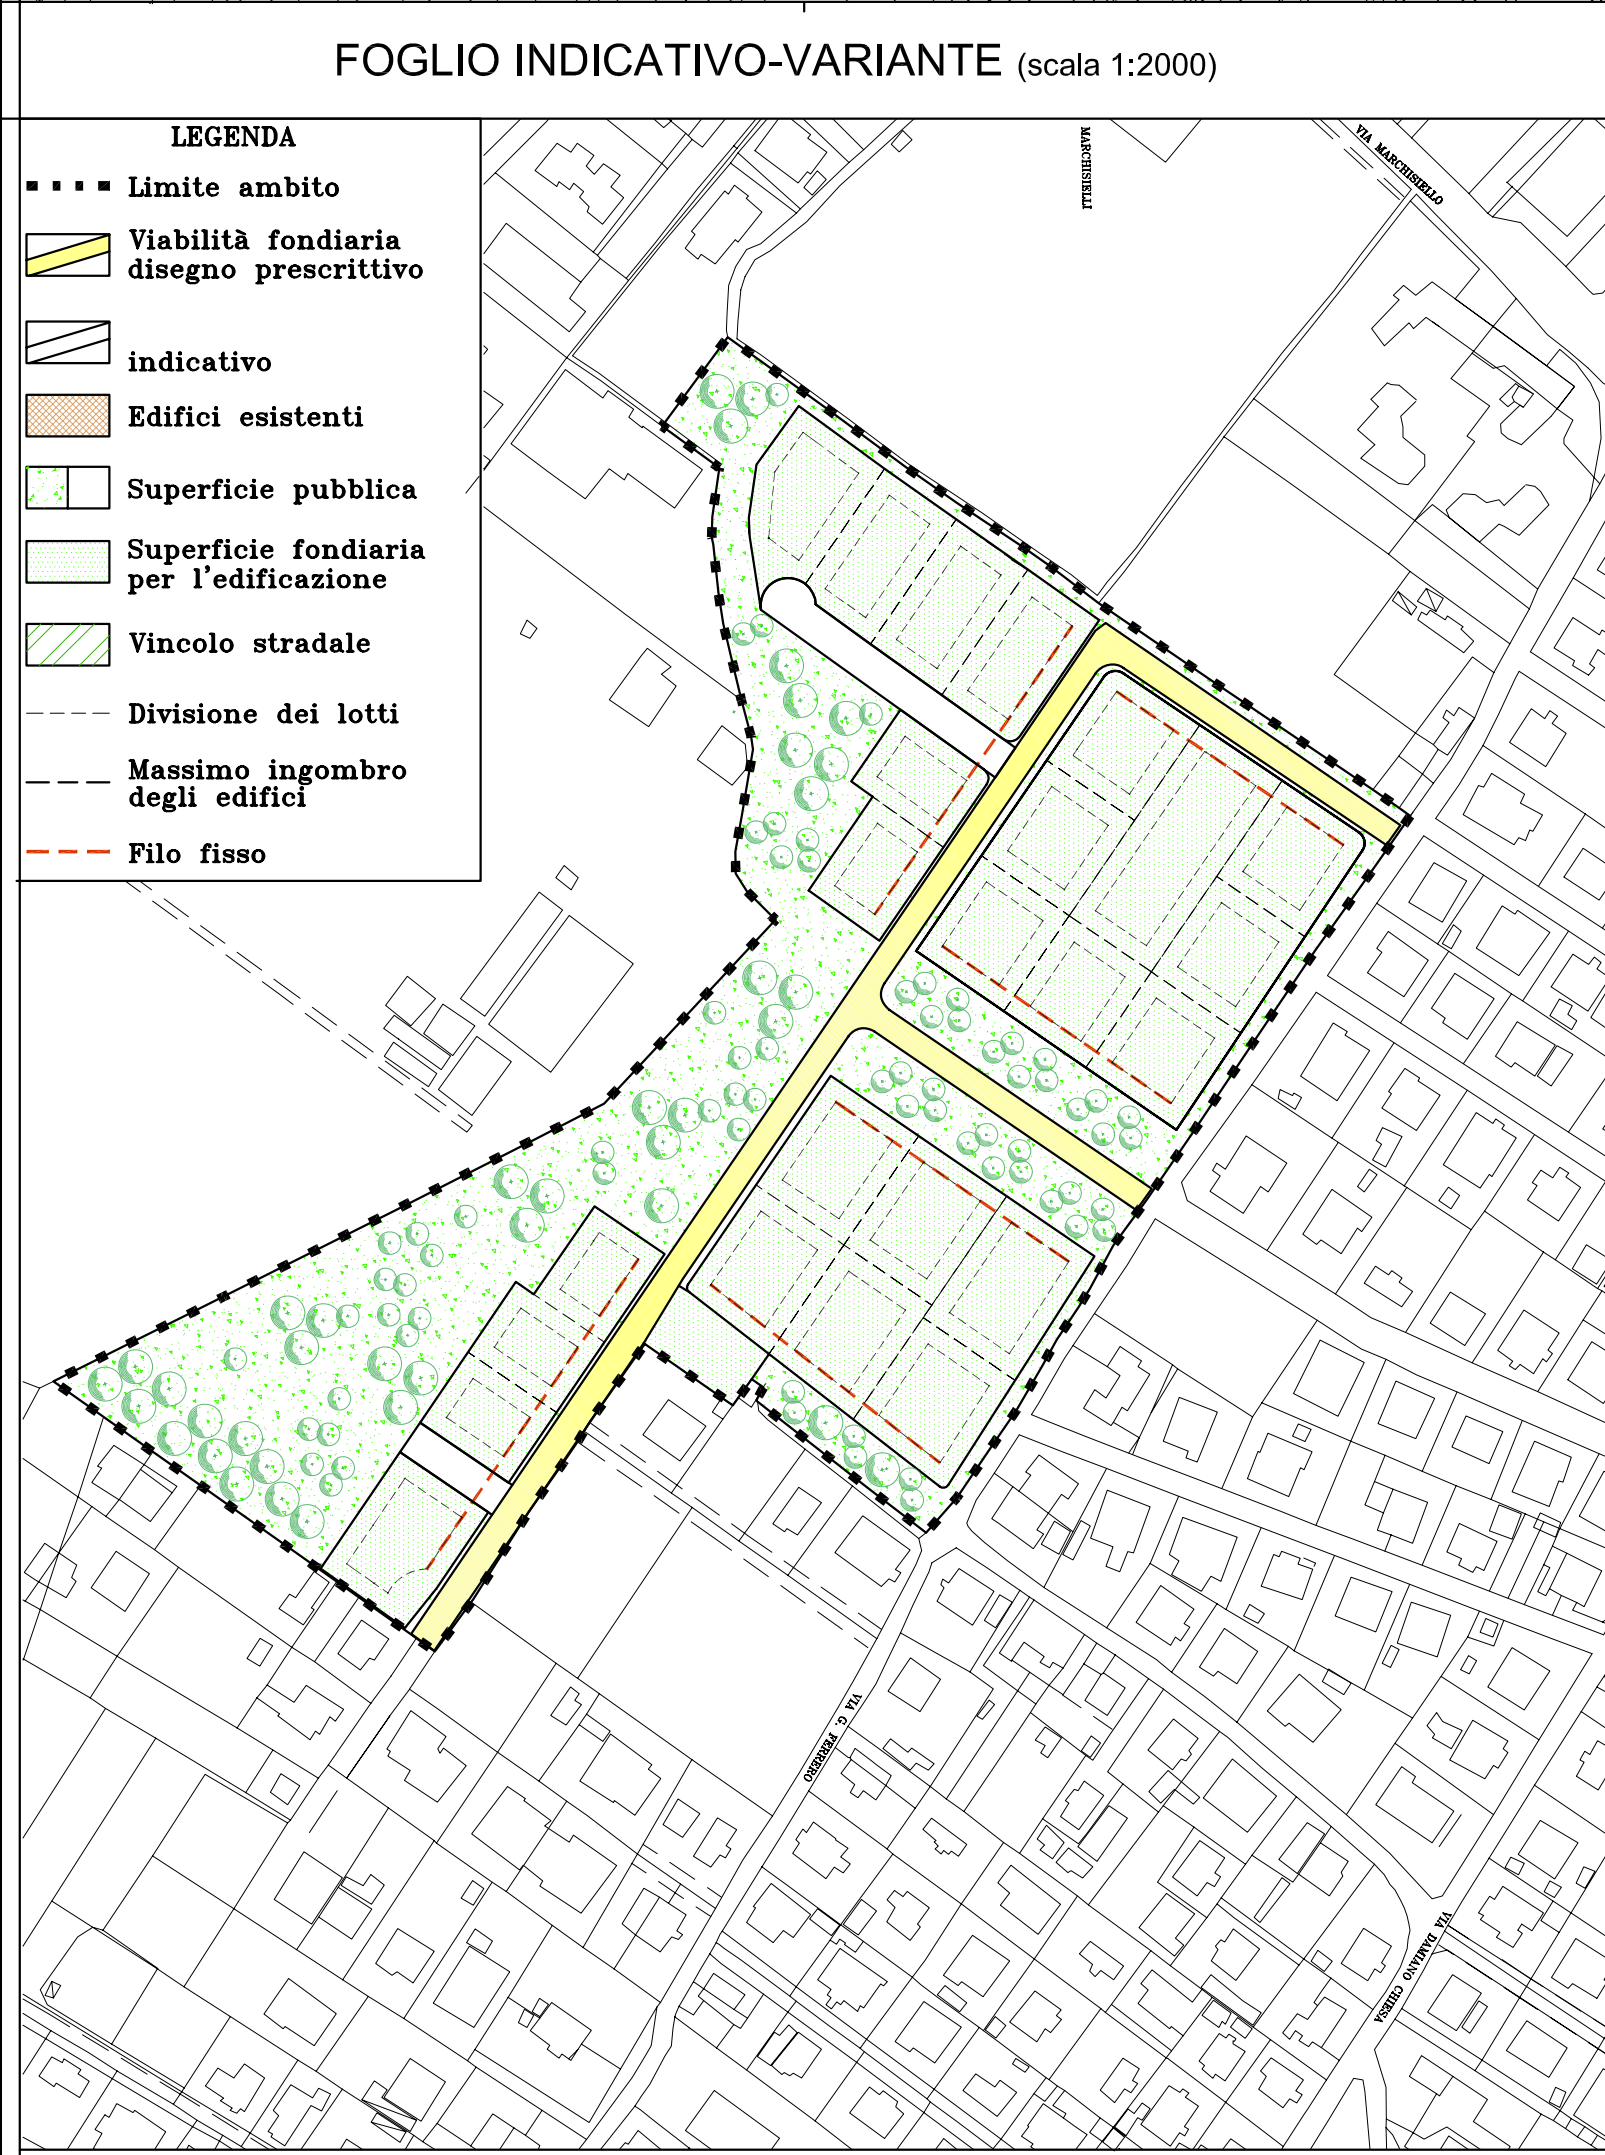 FOGLIO INDICATIVO-VARIANTE (scala 1:2000)
LEGENDA
Limite ambito
Viabilità fondiaria
disegno prescrittivo
indicativo
Edifici esistenti
Superficie pubblica
Superficie fondiaria
per l'edificazione
Vincolo stradale
Divisione dei lotti
Massimo ingombro
degli edifici
Filo fisso
MARCHISIELLI
VIA MARCHISIELLO
VIA G. FERRERO
VIA DAMIANO CHIESA